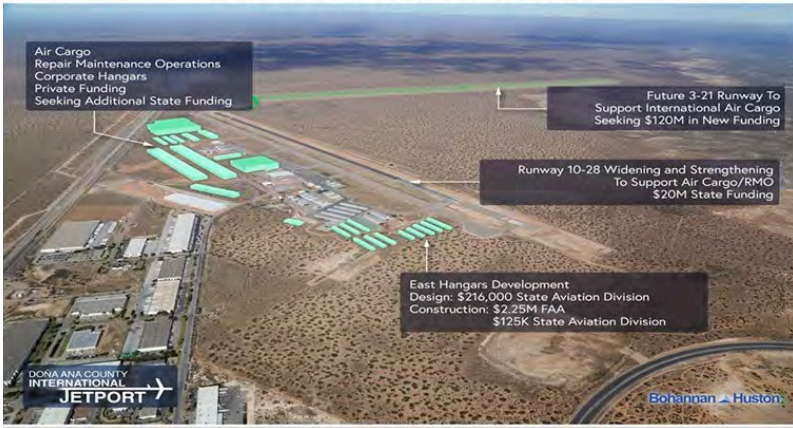 Air Cargo
Repair Maintenance Operations
Corporate Hangars
Private Funding
Seeking Additional State Funding
Future 3-21 Runway To
Support International Air Cargo
Seeking $120M in New Funding
Runway 10-28 Widening and Strengthening
To Support Air Cargo/RMO
$20M State Funding
East Hangars Development
Design: $216,000 State Aviation Division
Construction: $2.25M FAA
$125K State Aviation Division
DONA ANA COUNTY
INTERNATIONAL
JETPORT
Bohannan Huston